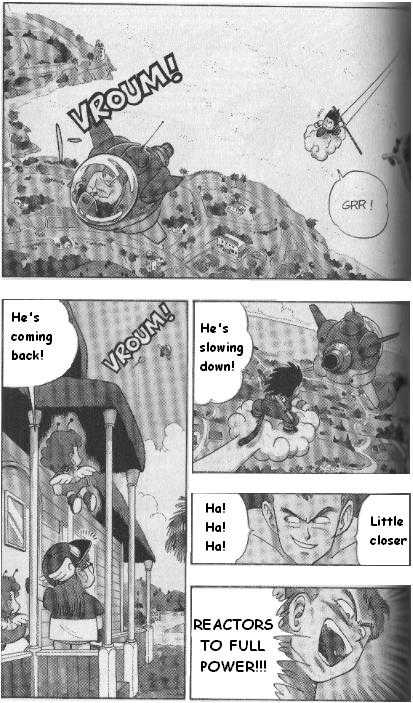 VROUM!
GRR!
He's
coming
back!
VROUM!
He's
slowing
down!
Ha!
Ha!
Ha!
Little
closer
REACTORS
TO FULL
POWER!!!